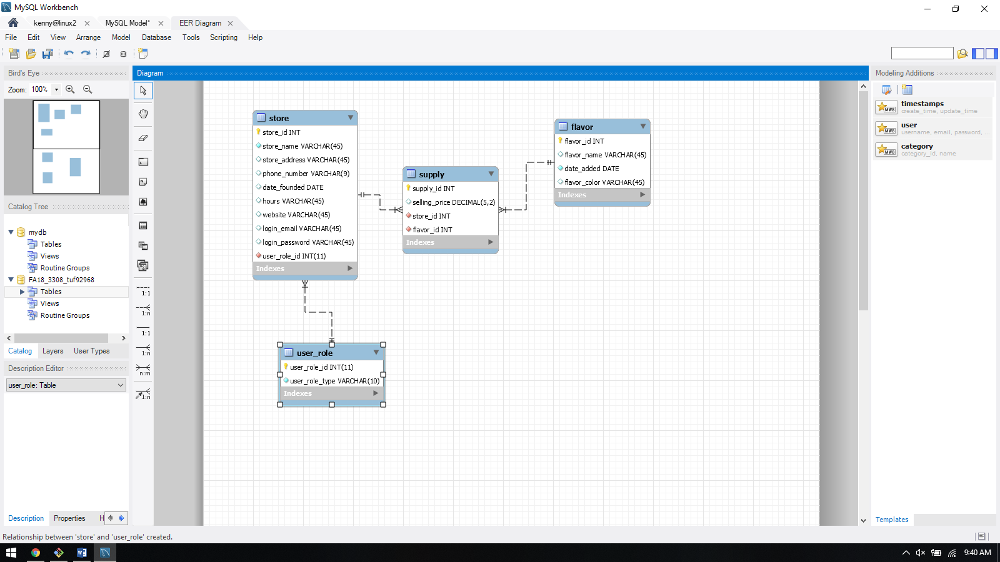 MySQL Workbench
kenny@linux2
MySQL Model*
EER Diagram
File Edit View Arrange Model Database Tools Scripting Help
Bird's Eye
Zoom: 100%
Catalog Tree
mydb
Tables
Views
Routine Groups
FA18_3308_tuf92968
Tables
Views
Routine Groups
Catalog Layers User Types
Description Editor
user_role: Table
Description Properties H
Diagram
1:1
1:n
1:1
1:n
n:m
1:n
store
store_id INT
store_name VARCHAR(45)
store_address VARCHAR(45)
phone_number VARCHAR(9)
date_founded DATE
hours VARCHAR(45)
website VARCHAR(45)
login_email VARCHAR(45)
login_password VARCHAR(45)
user_role_id INT(11)
Indexes
supply
supply_id INT
selling_price DECIMAL(5,2)
store_id INT
flavor_id INT
Indexes
flavor
flavor_id INT
flavor_name VARCHAR(45)
date_added DATE
flavor_color VARCHAR(45)
Indexes
user_role
user_role_id INT(11)
user_role_type VARCHAR(10)
Indexes
Modeling Additions
MWB
timestamps
create_time, update_time
MWB
user
username, email, password, ...
MWB
category
category_id, name
Templates
Relationship between 'store' and 'user_role' created.
9:40 AM